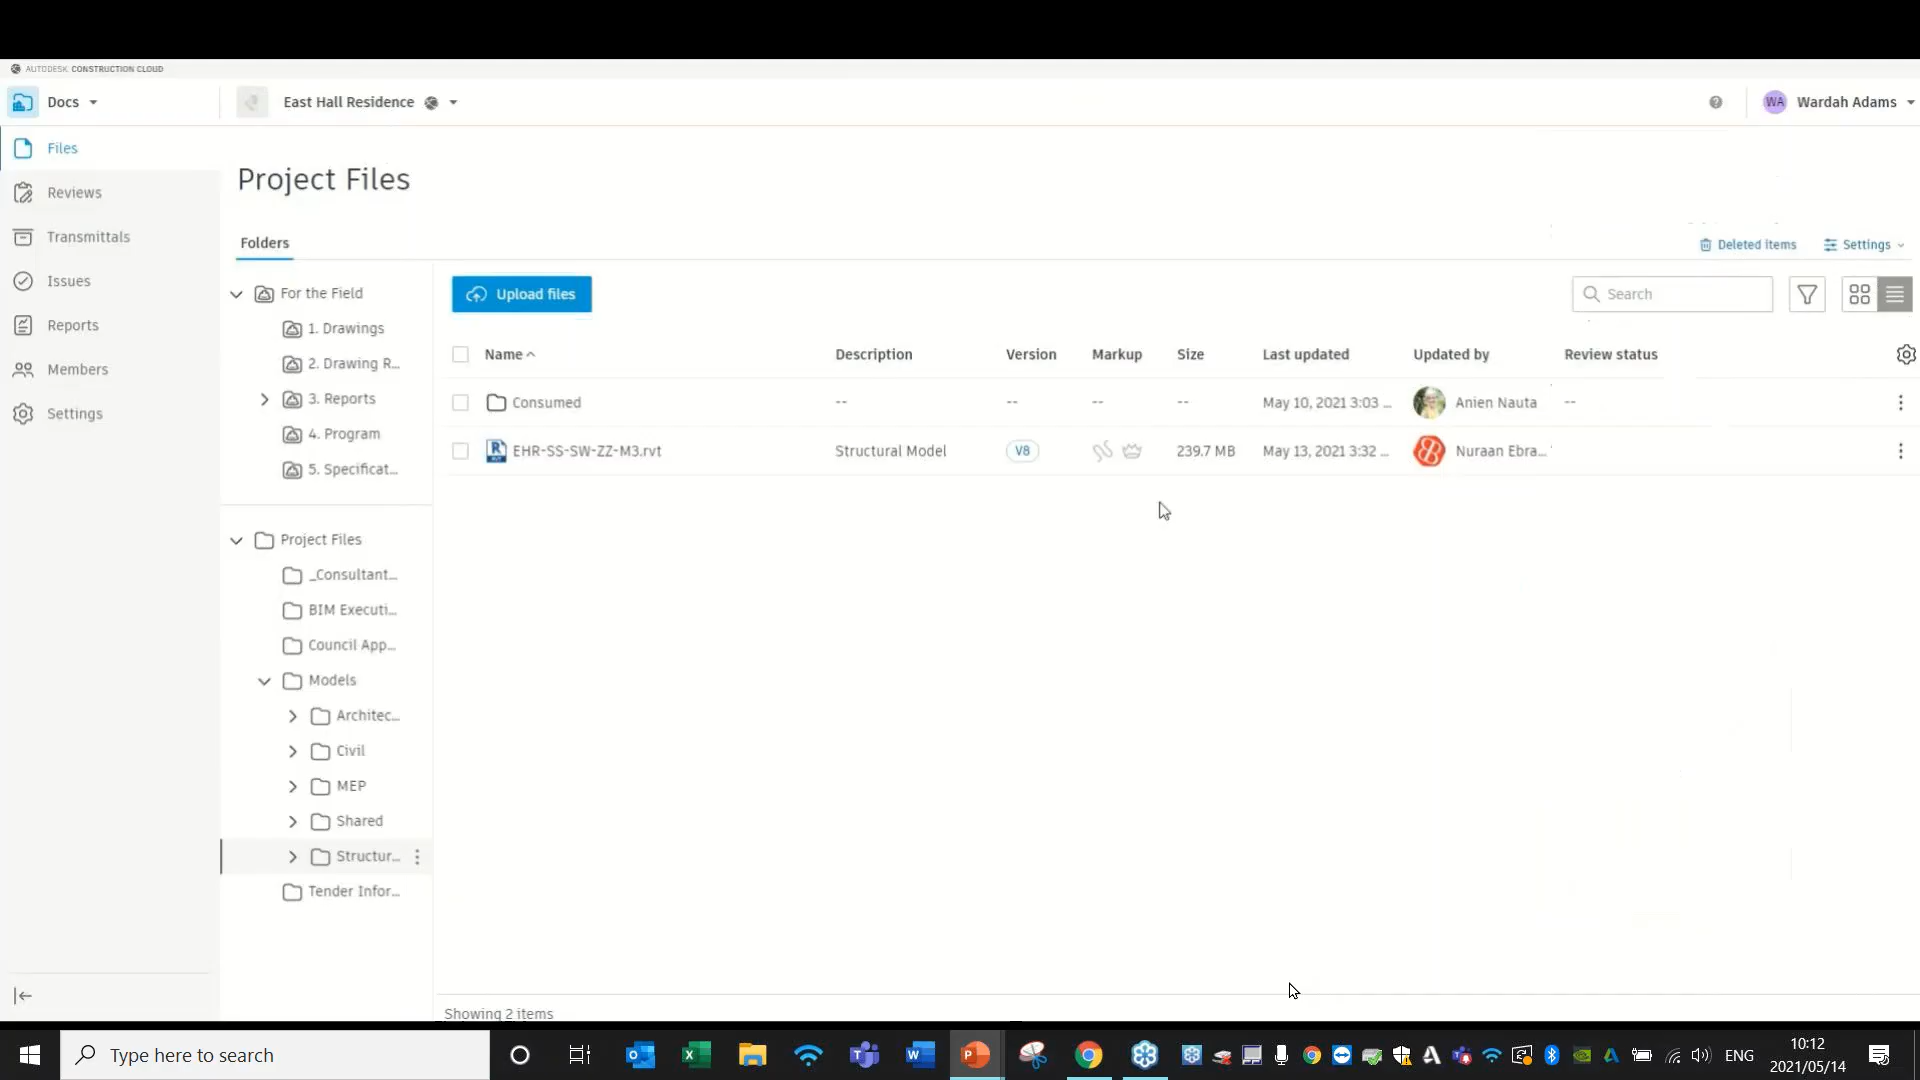 AUTODESK CONSTRUCTION CLOUD
Docs
East Hall Residence
WA Wardah Adams
Files
Reviews
Transmittals
Issues
Reports
Members
Settings
Project Files
Folders
Deleted items
Settings
For the Field
1. Drawings
2. Drawing R...
3. Reports
4. Program
5. Specificat...
Project Files
_Consultant...
BIM Executi...
Council App...
Models
Architec...
Civil
MEP
Shared
Structur...
Tender Infor...
Upload files
Search
Name Description Version Markup Size Last updated Updated by Review status
Consumed -- -- -- -- May 10, 2021 3:03 ... Anien Nauta --
EHR-SS-SW-ZZ-M3.rvt Structural Model V8 239.7 MB May 13, 2021 3:32 ... Nuraan Ebra...
Showing 2 items
Type here to search
ENG
10:12
2021/05/14